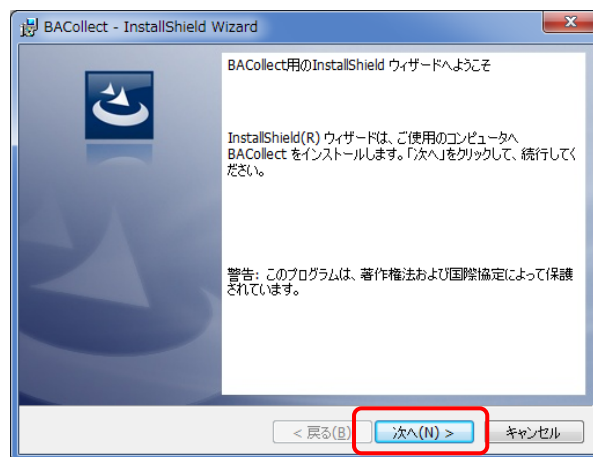 BACollect - InstallShield Wizard
BACollect用のInstallShield ウィザードへようこそ
InstallShield(R) ウィザードは、ご使用のコンピュータへ
BACollect をインストールします。「次へ」をクリックして、続行してく
ださい。
警告: このプログラムは、著作権法および国際協定によって保護
されています。
< 戻る(B) 次へ(N) > キャンセル